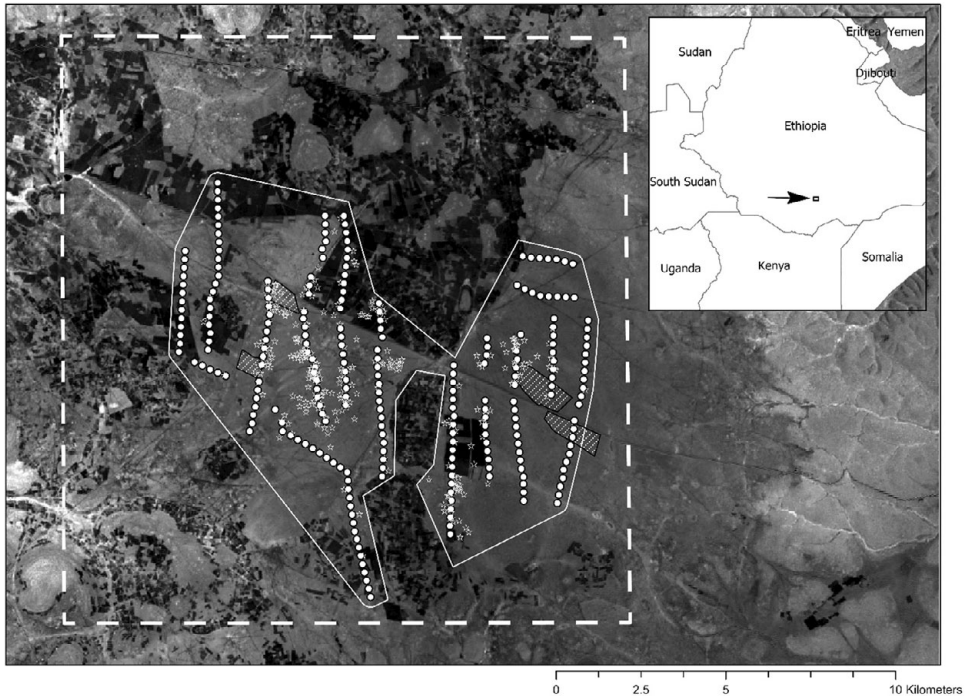 Eritrea Yemen
Sudan
Djibouti
Ethiopia
South Sudan
Somalia
Uganda Kenya
0 2.5 5 10 Kilometers